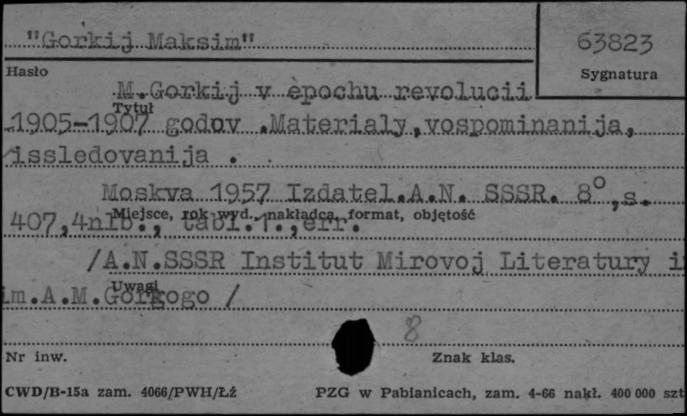 "Gorkij Maksim"
63823
Hasło
Sygnatura
M.Gorkij v èpochu revolucii
Tytuł
1905-1907 godov .Materialy,vospominanija,
issledovanija .
Moskva 1957 Izdatel.A.N. SSSR. 8°,s.
Miejsce, rok wyd., nakładca, format, objętość
407,4nlb., tabl.1.,err.
/A.N.SSSR Institut Mirovoj Literatury i
Uwagi
im.A.M.Gorkogo /
8
Nr inw.
Znak klas.
CWD/B-15a zam. 4066/PWH/Łź
PZG w Pabianicach, zam. 4-66 nakł. 400 000 szt